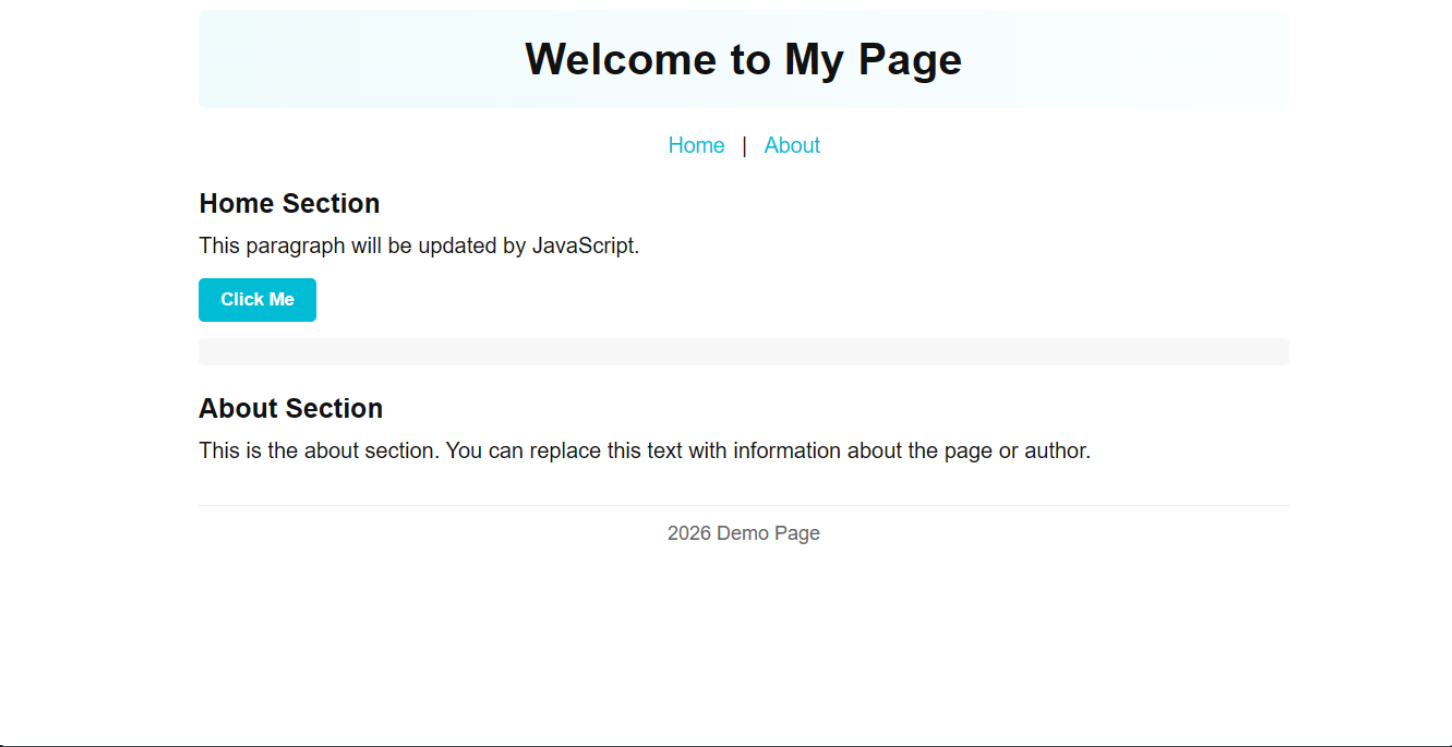 Welcome to My Page
Home | About
Home Section
This paragraph will be updated by JavaScript.
Click Me
About Section
This is the about section. You can replace this text with information about the page or author.
2026 Demo Page